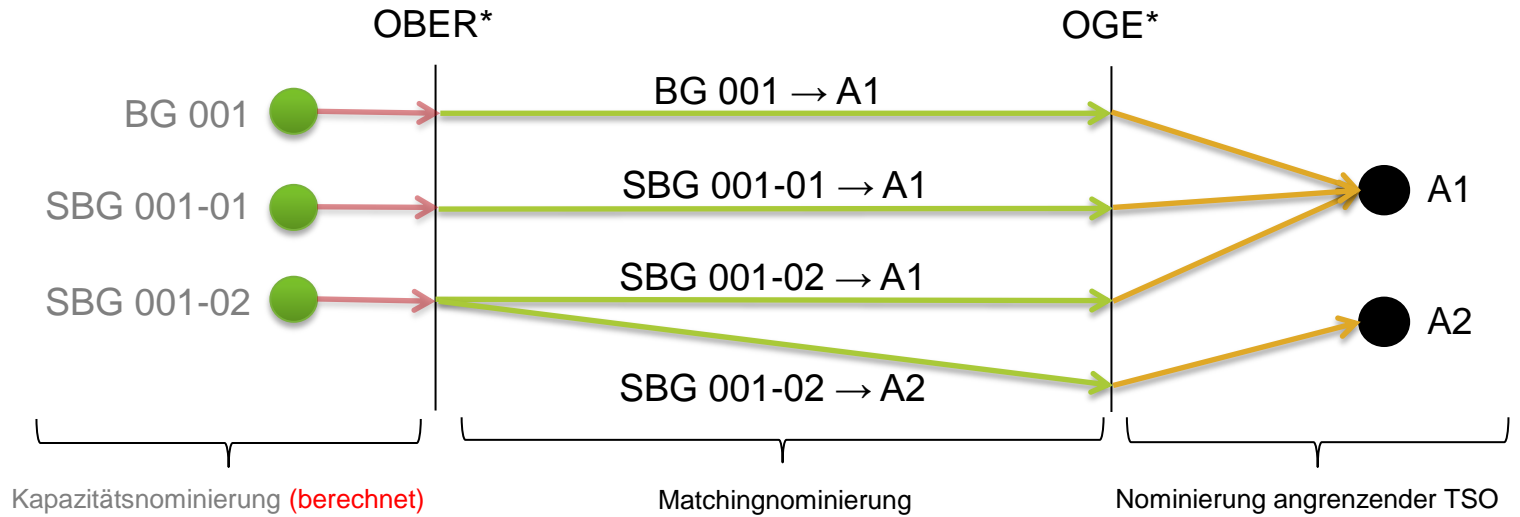 OBER* OGE*
BG 001 BG 001 → A1
SBG 001-01 SBG 001-01 → A1 A1
SBG 001-02 SBG 001-02 → A1 A2
SBG 001-02 → A2
Kapazitätsnominierung (berechnet) Matchingnominierung Nominierung angrenzender TSO